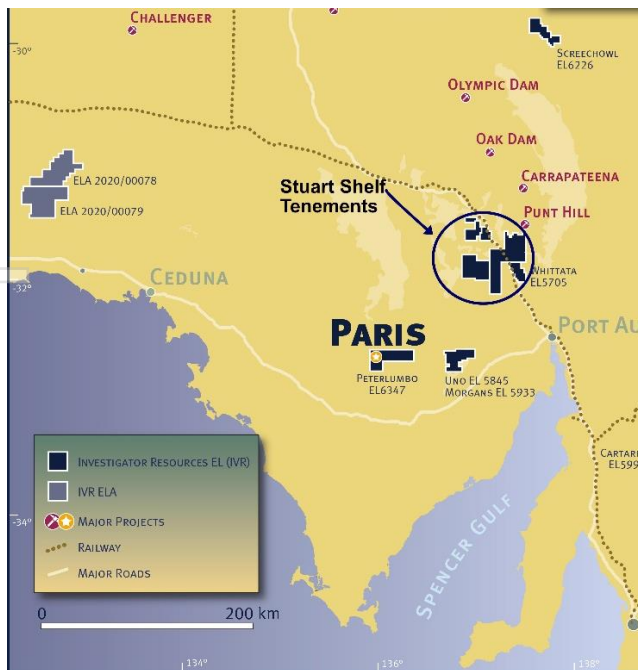 CHALLENGER
-30°
SCREECHOWL
EL6226
OLYMPIC DAM
OAK DAM
ELA 2020/00078
CARRAPATEENA
Stuart Shelf
Tenements
ELA 2020/00079
PUNT HILL
WHITTATA
EL5705
-32°
CEDUNA
PARIS
PORT AU
PETERLUMBO
EL6347
UNO EL 5845
MORGANS EL 5933
INVESTIGATOR RESOURCES EL (IVR)
IVR ELA
MAJOR PROJECTS
RAILWAY
MAJOR ROADS
CARTARE
EL599
-34°
SPENCER GULF
0 200 km
134°
136°
138°